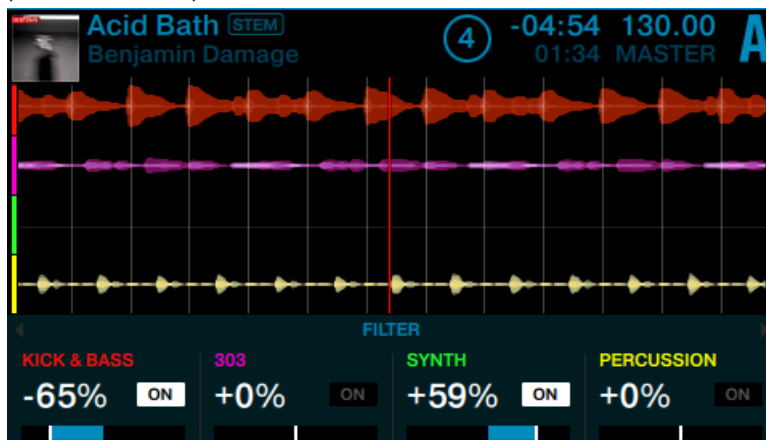 Acid Bath STEM
Benjamin Damage
4
-04:54 130.00
01:34 MASTER
A
FILTER
KICK & BASS 303 SYNTH PERCUSSION
-65% ON +0% ON +59% ON +0% ON